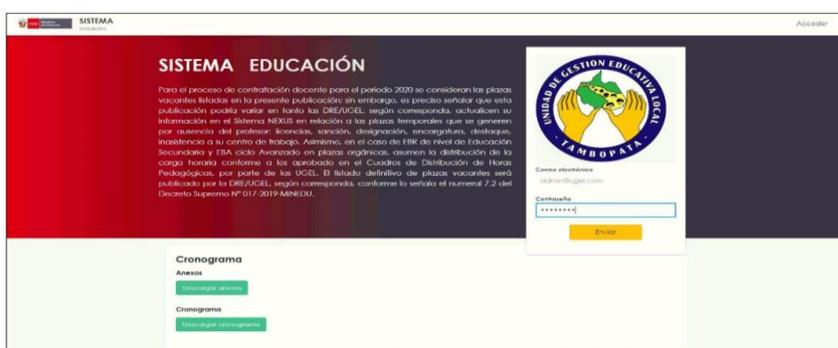 PERÚ
SISTEMA
EDUCACIÓN
Acceder
SISTEMA EDUCACIÓN
Para el proceso de contratación docente para el periodo 2020 se consideran las plazas
vacantes listadas en la presente publicación; sin embargo, es preciso señalar que esta
publicación podría variar en tanto las DRE/UGEL, según corresponda, actualicen su
información en el Sistema NEXUS en relación a las plazas temporales que se generen
por ausencia del profesor: licencias, sanción, designación, encargatura, destaque,
inasistencia a su centro de trabajo. Asimismo, en el caso de EBR de nivel de Educación
Secundaria y EBA ciclo Avanzado en plazas orgánicas, asumen la distribución de la
carga horaria conforme a los aprobado en el Cuadros de Distribución de Horas
Pedagógicas, por parte de las UGEL. El listado definitivo de plazas vacantes será
publicado por la DRE/UGEL, según corresponda, conforme lo señala el numeral 7.2 del
Decreto Supremo N° 017-2019-MINEDU.
UNIDAD DE GESTION EDUCATIVA LOCAL
TAMBOPATA
Correo electrónico
admin@ugel.com
Contraseña
Enviar
Cronograma
Anexos
Descargar anexos
Cronograma
Descargar cronograma